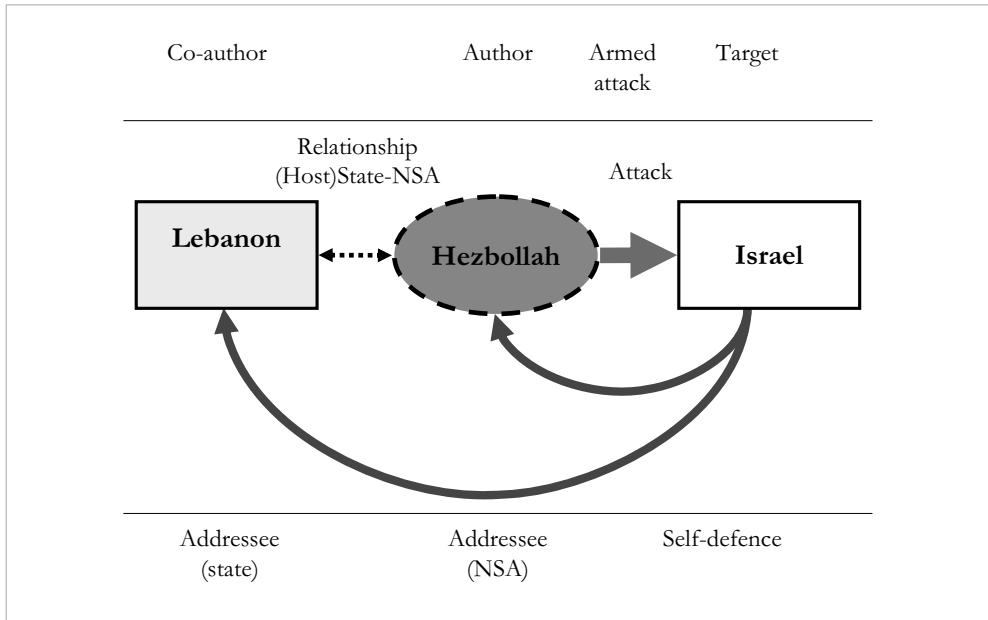 Co-author
Author
Armed
attack
Target
Relationship
(Host)State-NSA
Attack
Lebanon
Hezbollah
Israel
Addressee
(state)
Addressee
(NSA)
Self-defence